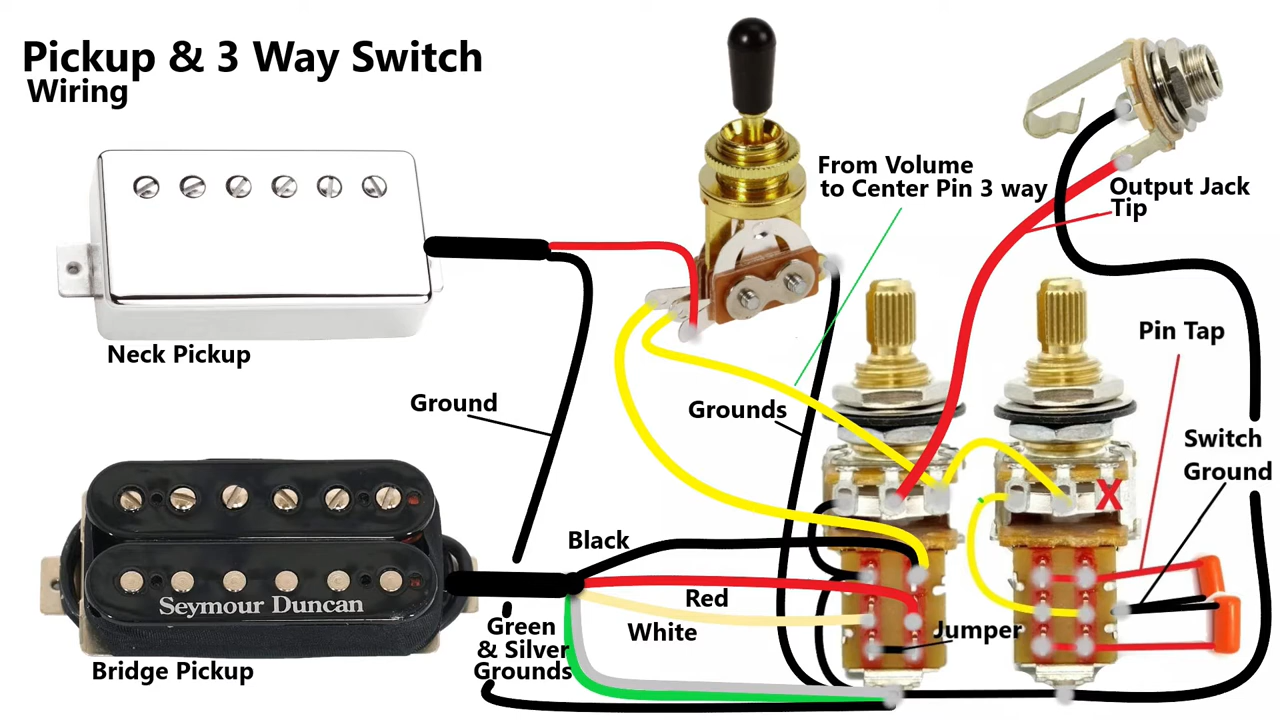 Pickup & 3 Way Switch
Wiring
From Volume
to Center Pin 3 way
Output Jack
Tip
Pin Tap
Neck Pickup
Ground
Grounds
Switch
Ground
X
Black
Seymour Duncan
Red
White
Jumper
Green
& Silver
Grounds
Bridge Pickup